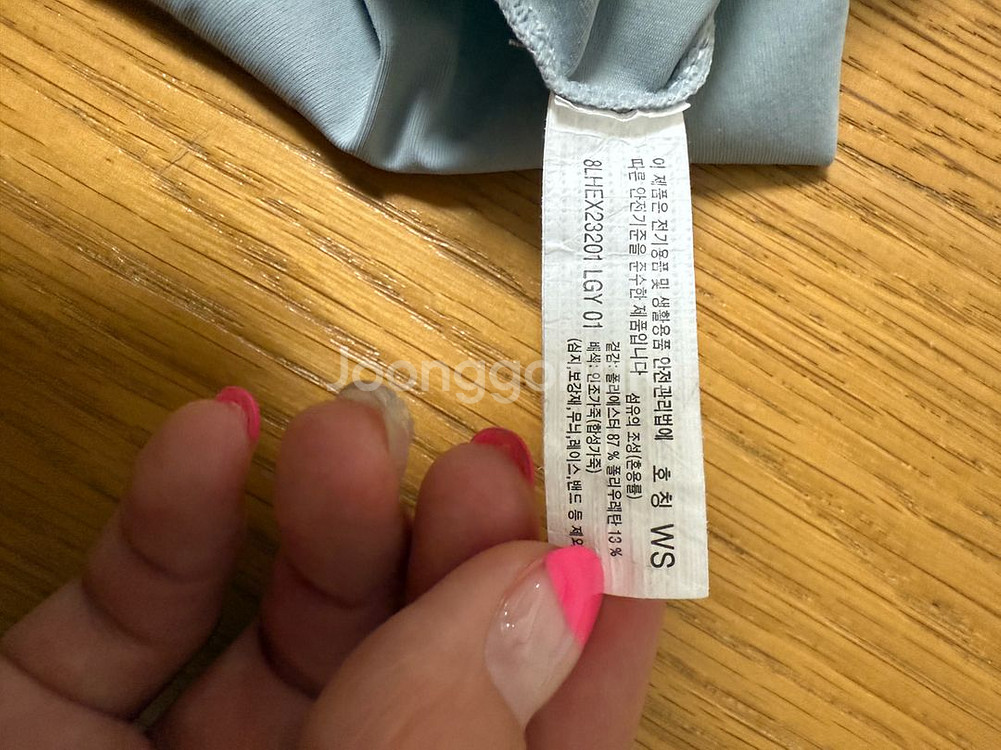 이 제품은 전기용품 및 생활용품 안전관리법에 호 칭 WS
따른 안전기준을 준수한 제품입니다 섬유의 조성(혼용률)
겉감: 폴리에스터 87 % 폴리우레탄 13 %
8LHEX23201 LGY 01 배색: 인조가죽(합성가죽)
(심지,보강재,무늬,레이스,밴드 등